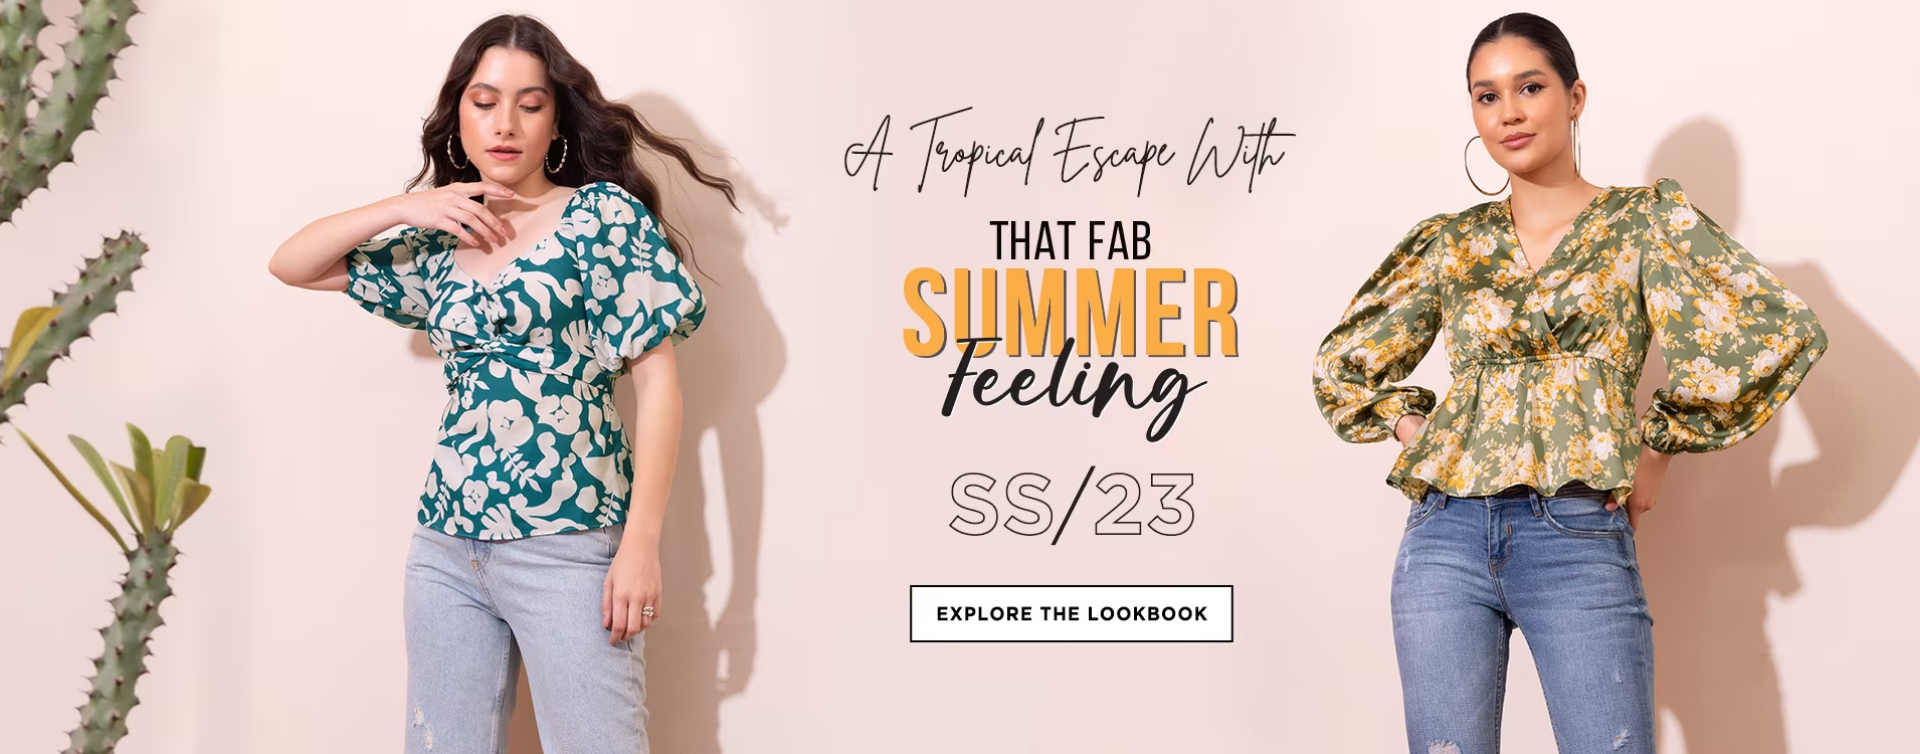 A Tropical Escape With
THAT FAB
SUMMER
Feeling
SS/23
EXPLORE THE LOOKBOOK